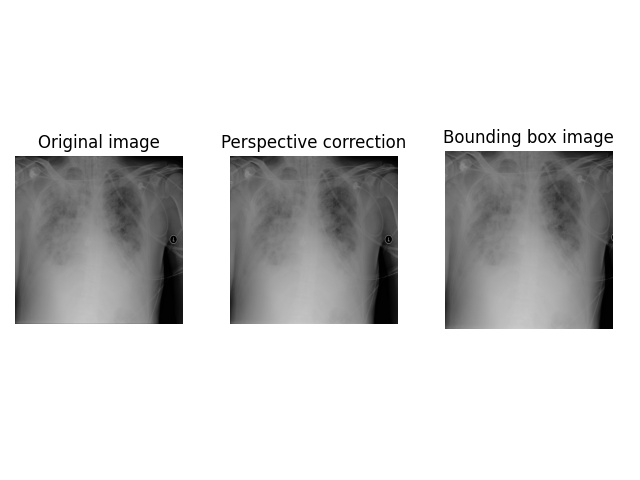 Original image
Perspective correction
Bounding box image
L
L